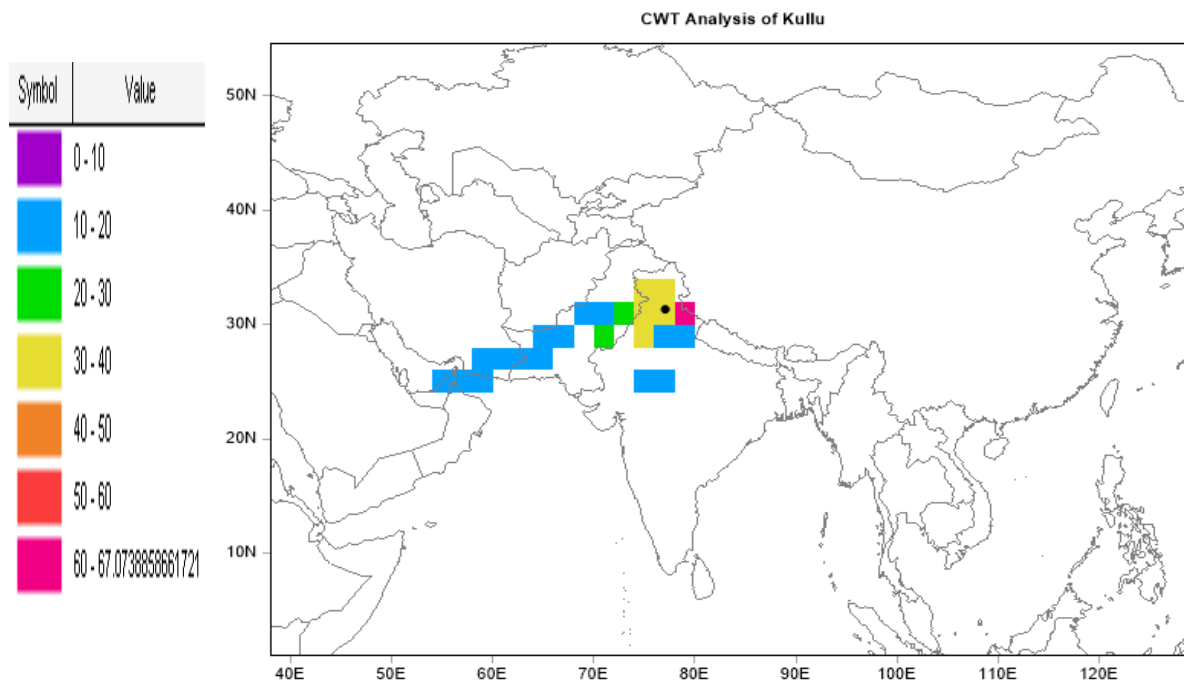 CWT Analysis of Kullu
Symbol Value
0 - 10
10 - 20
20 - 30
30 - 40
40 - 50
50 - 60
60 - 67.0738858661721
50N
40N
30N
20N
10N
40E 50E 60E 70E 80E 90E 100E 110E 120E